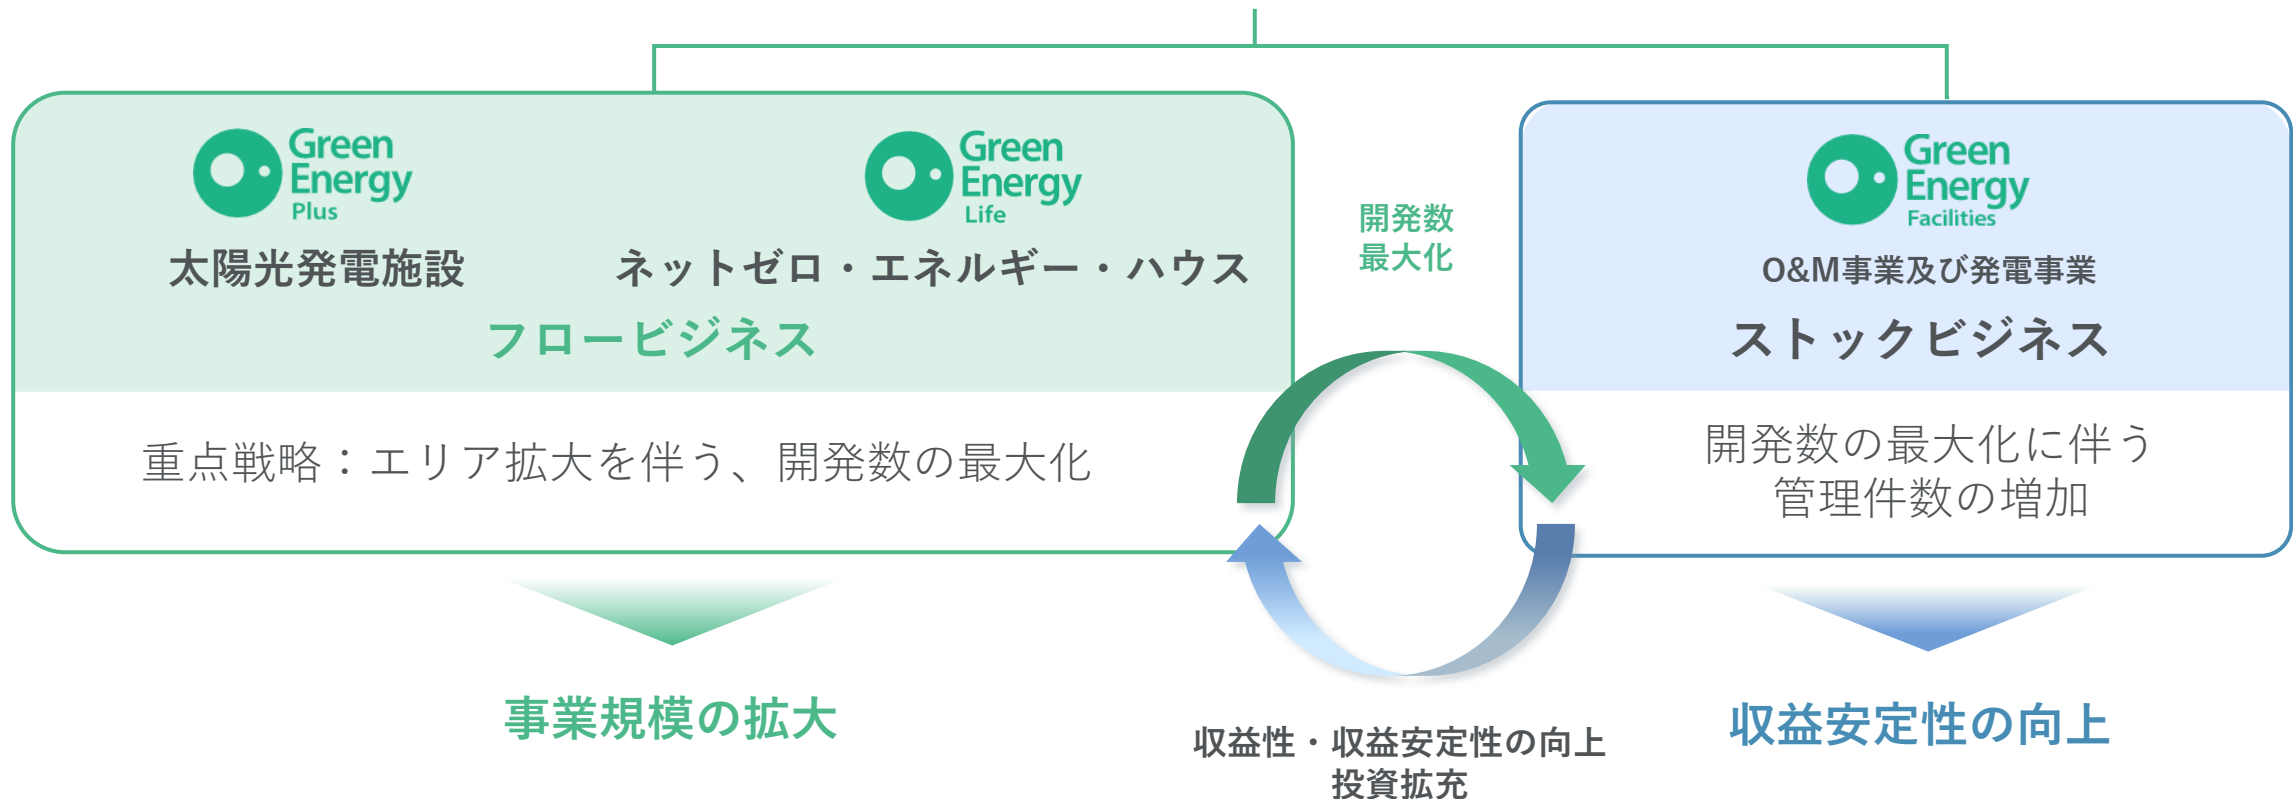 Green
Energy
Plus
太陽光発電施設
Green
Energy
Life
ネットゼロ・エネルギー・ハウス
フロービジネス
重点戦略：エリア拡大を伴う、開発数の最大化
事業規模の拡大
開発数
最大化
収益性・収益安定性の向上
投資拡充
Green
Energy
Facilities
O&M事業及び発電事業
ストックビジネス
開発数の最大化に伴う
管理件数の増加
収益安定性の向上